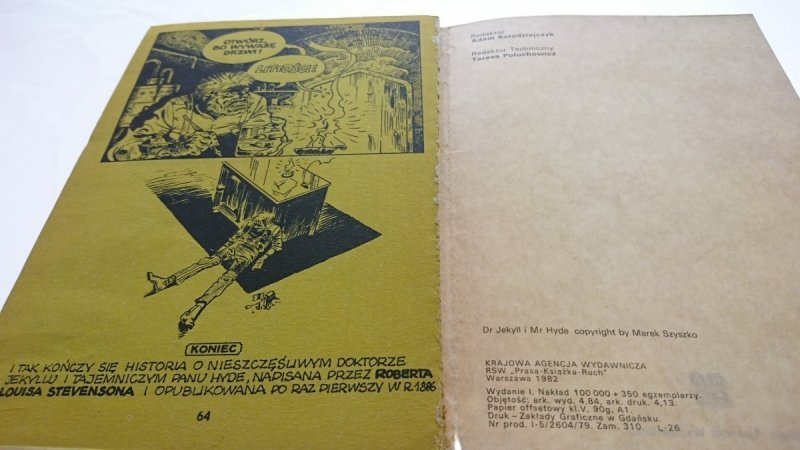 OTWÓRZ,
BO WYWAŻĘ
DRZWI!
LITOŚCI!
KONIEC
I TAK KOŃCZY SIĘ HISTORIA O NIESZCZĘŚLIWYM DOKTORZE
JEKYLLU I TAJEMNICZYM PANU HYDE, NAPISANA PRZEZ ROBERTA
LOUISA STEVENSONA I OPUBLIKOWANA PO RAZ PIERWSZY W R. 1886
64
Redaktor
Adam Kołodziejczyk
Redaktor Techniczny
Teresa Połuchowicz
Dr Jekyll i Mr Hyde copyright by Marek Szyszko
KRAJOWA AGENCJA WYDAWNICZA
RSW „Prasa-Książka-Ruch"
Warszawa 1982
Wydanie I. Nakład 100 000 + 350 egzemplarzy.
Objętość: ark. wyd. 4,84, ark. druk. 4,13.
Papier offsetowy kl.V, 90g, A1
Druk – Zakłady Graficzne w Gdańsku.
Nr prod. I-5/2604/79. Zam. 310. L-26